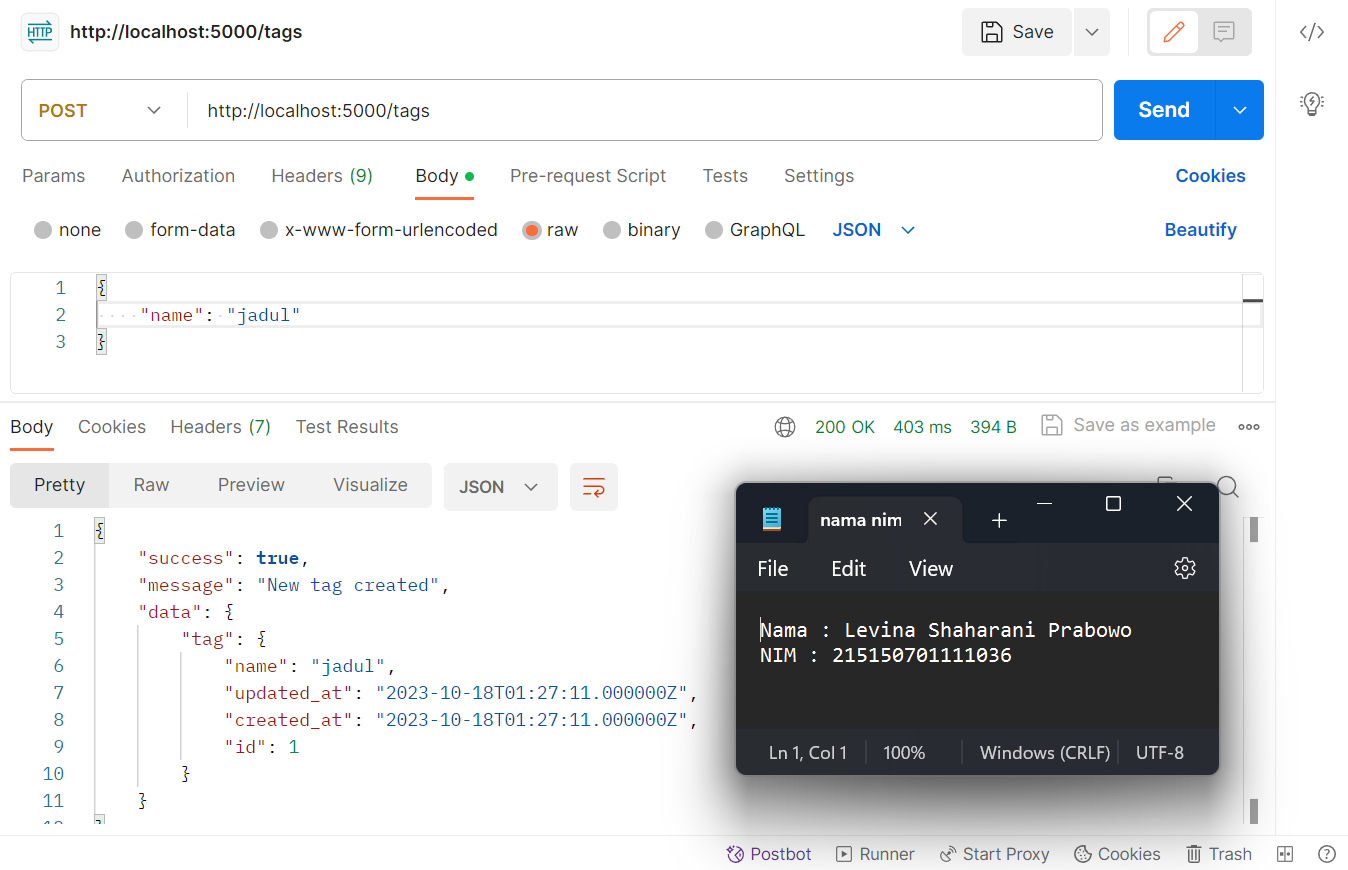 HTTP http://localhost:5000/tags Save
POST http://localhost:5000/tags Send
Params Authorization Headers (9) Body Pre-request Script Tests Settings Cookies
none form-data x-www-form-urlencoded raw binary GraphQL JSON Beautify
1 {
2 "name": "jadul"
3 }
Body Cookies Headers (7) Test Results 200 OK 403 ms 394 B Save as example
Pretty Raw Preview Visualize JSON
1 {
2 "success": true,
3 "message": "New tag created",
4 "data": {
5 "tag": {
6 "name": "jadul",
7 "updated_at": "2023-10-18T01:27:11.000000Z",
8 "created_at": "2023-10-18T01:27:11.000000Z",
9 "id": 1
10 }
11 }
nama nim
File Edit View
Nama : Levina Shaharani Prabowo
NIM : 215150701111036
Ln 1, Col 1 100% Windows (CRLF) UTF-8
Postbot Runner Start Proxy Cookies Trash